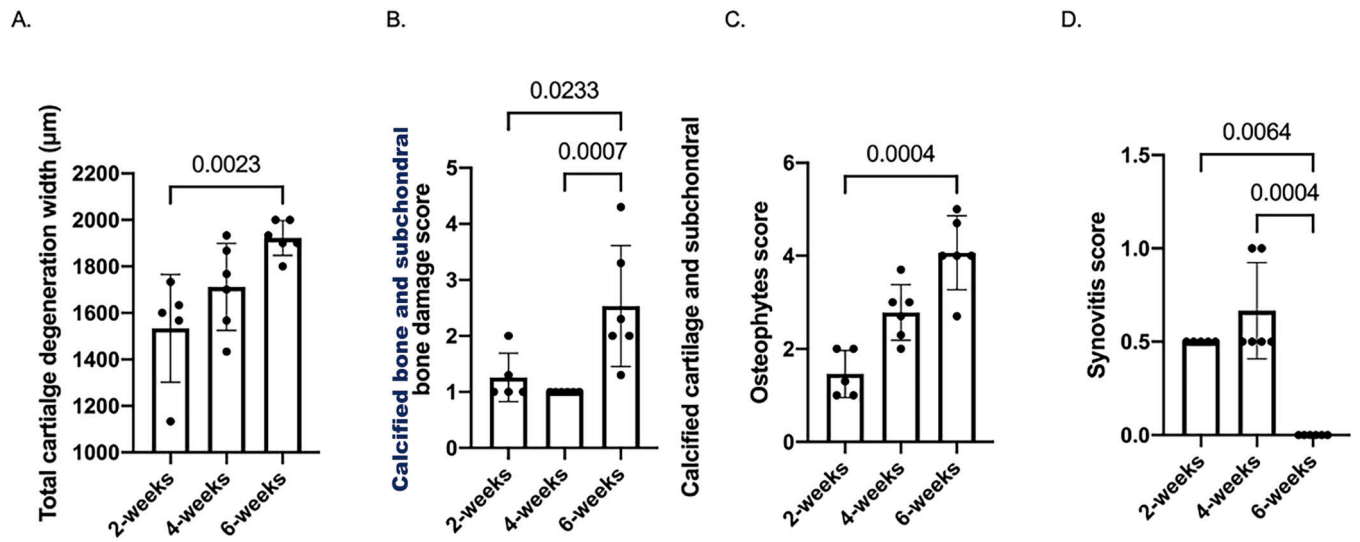 A.
B.
C.
D.
Total cartialge degeneration width (μm)
0.0023
2200
2000
1800
1600
1400
1200
1000
2-weeks
4-weeks
6-weeks
Calcified bone and subchondral
bone damage score
0.0233
0.0007
5
4
3
2
1
0
2-weeks
4-weeks
6-weeks
Calcified cartilage and subchondral
Osteophytes score
0.0004
6
4
2
0
2-weeks
4-weeks
6-weeks
Synovitis score
0.0064
0.0004
1.5
1.0
0.5
0.0
2-weeks
4-weeks
6-weeks